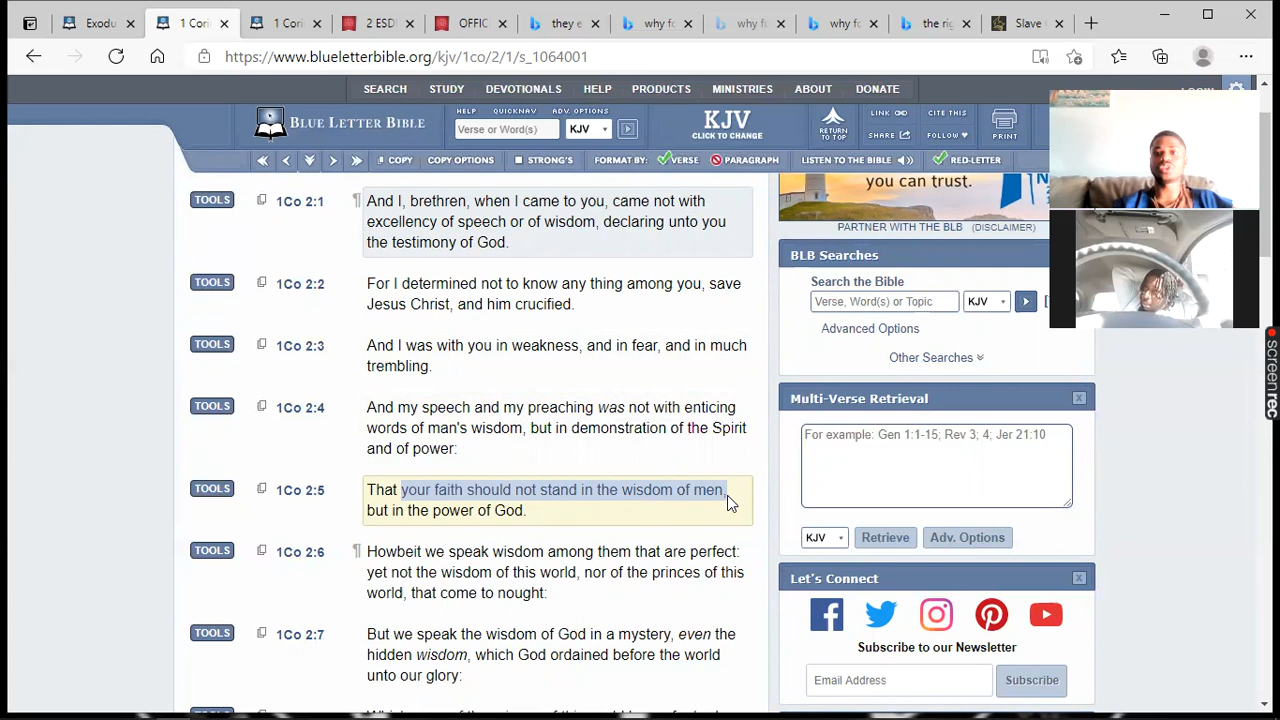 Exodu
1 Cori
1 Cori
2 ESD
OFFIC
they e
why fo
why fo
why fo
the rig
Slave
https://www.blueletterbible.org/kjv/1co/2/1/s_1064001
SEARCH STUDY DEVOTIONALS HELP PRODUCTS MINISTRIES ABOUT DONATE
BLUE LETTER BIBLE
HELP QUICKNAV ADV. OPTIONS
Verse or Word(s) KJV
KJV
CLICK TO CHANGE
RETURN
TO TOP
LINK
SHARE
CITE THIS
FOLLOW
PRINT
COPY COPY OPTIONS STRONG'S FORMAT BY: VERSE PARAGRAPH LISTEN TO THE BIBLE RED-LETTER
TOOLS 1Co 2:1 ¶ And I, brethren, when I came to you, came not with
excellency of speech or of wisdom, declaring unto you
the testimony of God.
TOOLS 1Co 2:2 For I determined not to know any thing among you, save
Jesus Christ, and him crucified.
TOOLS 1Co 2:3 And I was with you in weakness, and in fear, and in much
trembling.
TOOLS 1Co 2:4 And my speech and my preaching was not with enticing
words of man's wisdom, but in demonstration of the Spirit
and of power:
TOOLS 1Co 2:5 That your faith should not stand in the wisdom of men,
but in the power of God.
TOOLS 1Co 2:6 ¶ Howbeit we speak wisdom among them that are perfect:
yet not the wisdom of this world, nor of the princes of this
world, that come to nought:
TOOLS 1Co 2:7 But we speak the wisdom of God in a mystery, even the
hidden wisdom, which God ordained before the world
unto our glory:
you can trust.
PARTNER WITH THE BLB (DISCLAIMER)
BLB Searches
Search the Bible
Verse, Word(s) or Topic KJV
Advanced Options
Other Searches
Multi-Verse Retrieval
For example: Gen 1:1-15; Rev 3; 4; Jer 21:10
KJV Retrieve Adv. Options
Let's Connect
Subscribe to our Newsletter
Email Address Subscribe
screenrec